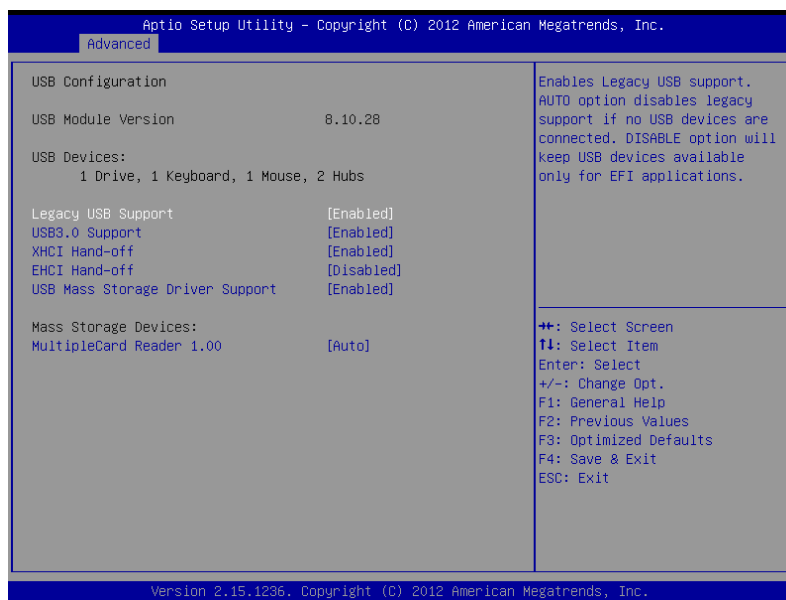 Aptio Setup Utility – Copyright (C) 2012 American Megatrends, Inc.
Advanced
USB Configuration
USB Module Version 8.10.28
USB Devices:
1 Drive, 1 Keyboard, 1 Mouse, 2 Hubs
Legacy USB Support [Enabled]
USB3.0 Support [Enabled]
XHCI Hand-off [Enabled]
EHCI Hand-off [Disabled]
USB Mass Storage Driver Support [Enabled]
Mass Storage Devices:
MultipleCard Reader 1.00 [Auto]
Enables Legacy USB support.
AUTO option disables legacy
support if no USB devices are
connected. DISABLE option will
keep USB devices available
only for EFI applications.
→←: Select Screen
↑↓: Select Item
Enter: Select
+/-: Change Opt.
F1: General Help
F2: Previous Values
F3: Optimized Defaults
F4: Save & Exit
ESC: Exit
Version 2.15.1236. Copyright (C) 2012 American Megatrends, Inc.